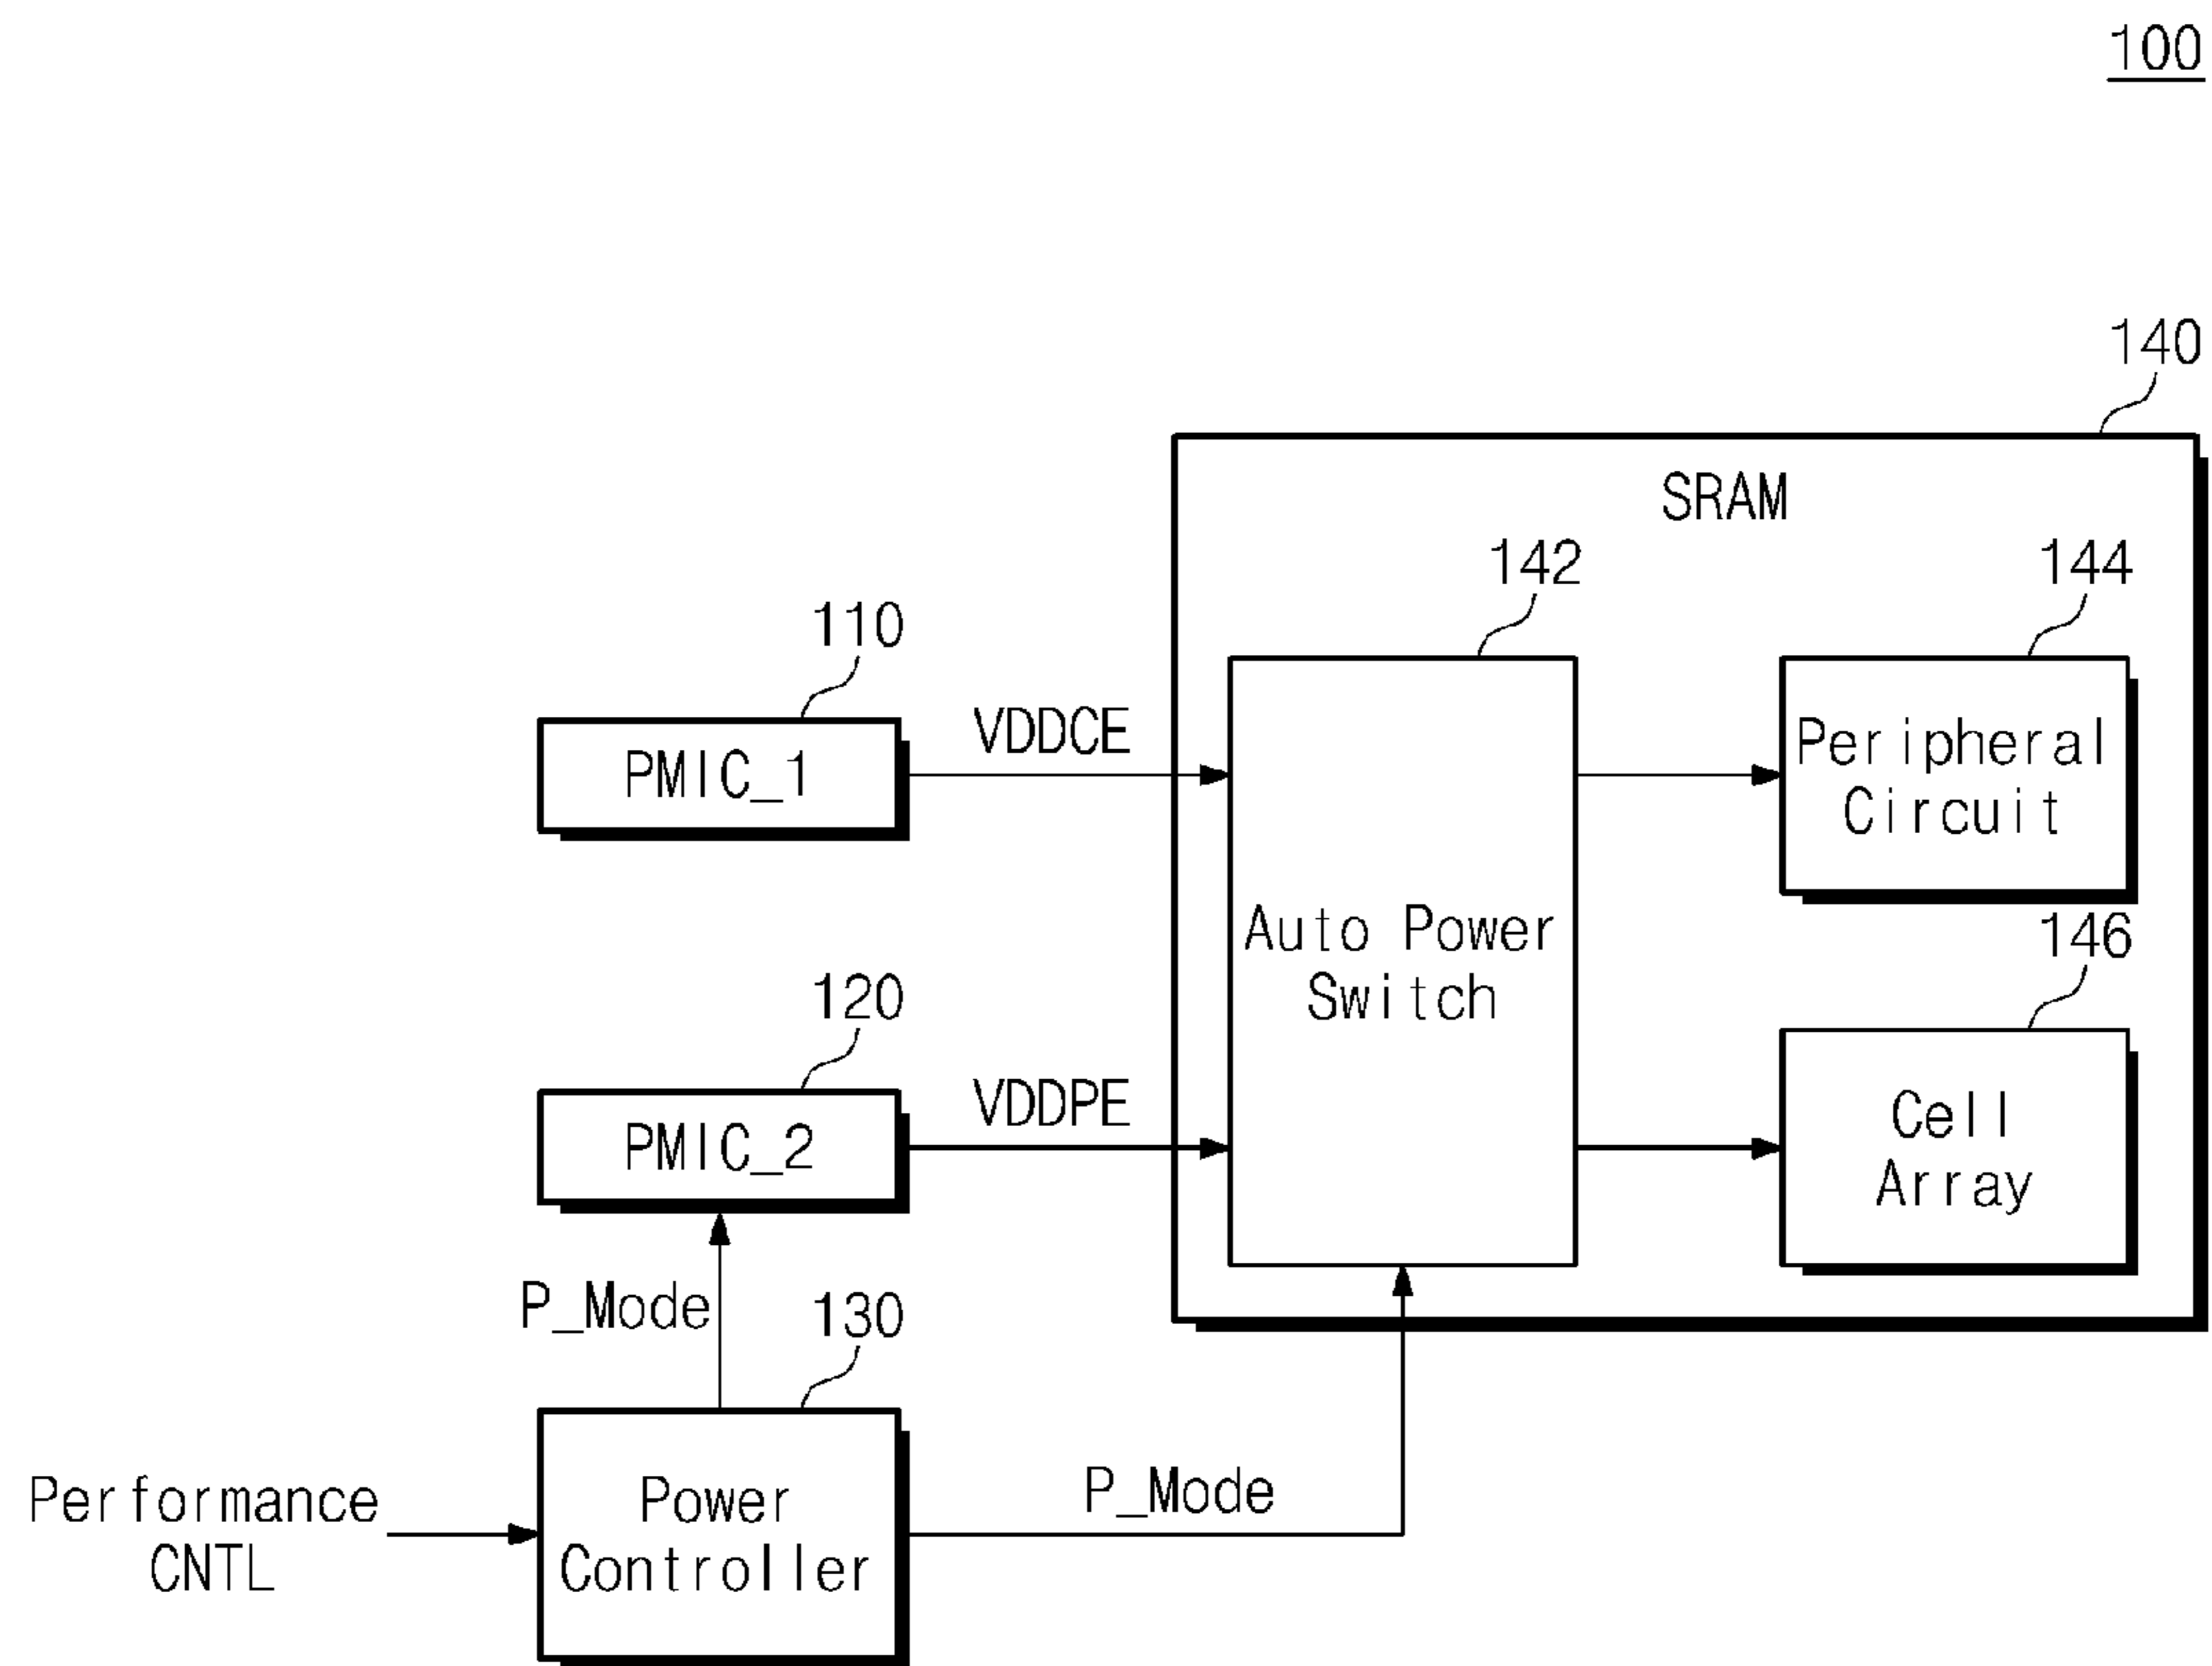 100
140
SRAM
142
144
110
PMIC_1
VDDCE
Peripheral
Circuit
Auto Power
Switch
146
120
PMIC_2
VDDPE
Cell
Array
P_Mode
130
Performance
CNTL
Power
Controller
P_Mode